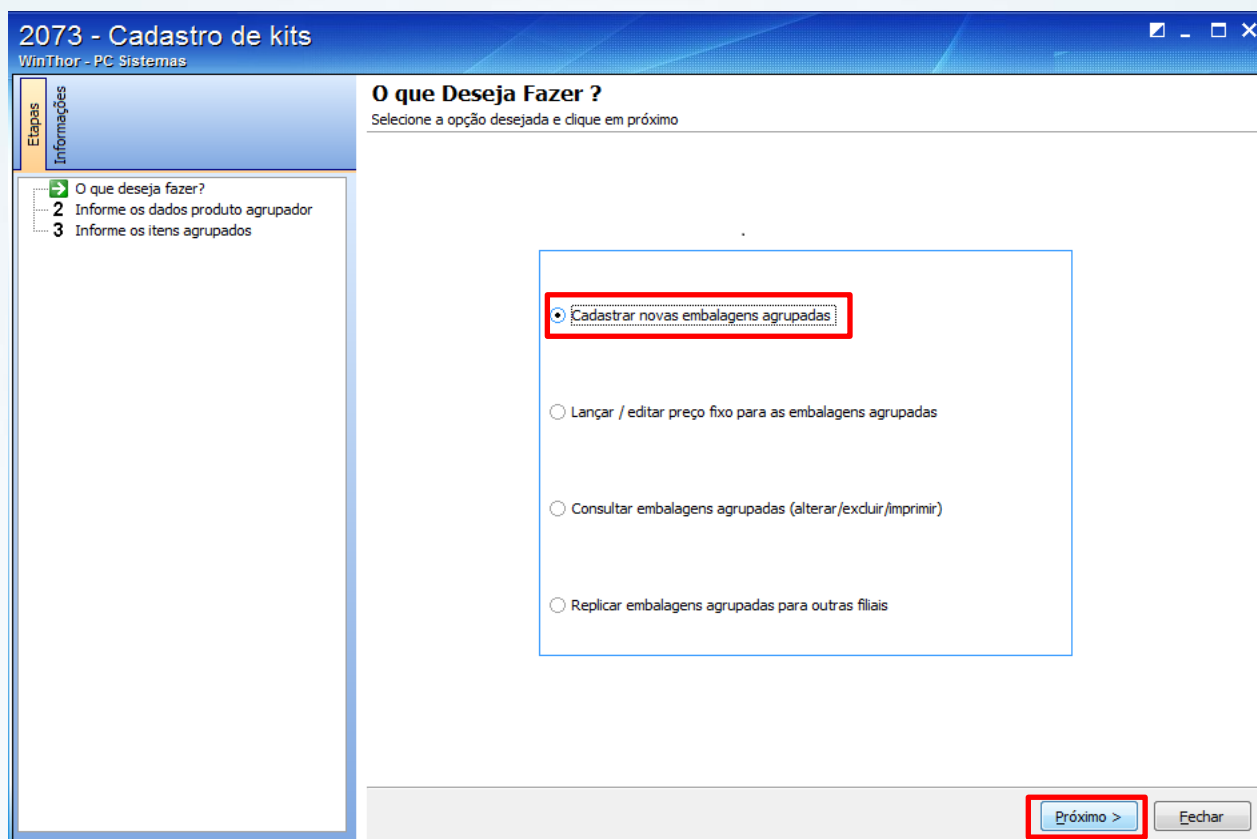 2073 - Cadastro de kits
WinThor - PC Sistemas
Etapas
Informações
O que deseja fazer?
2 Informe os dados produto agrupador
3 Informe os itens agrupados
O que Deseja Fazer ?
Selecione a opção desejada e clique em próximo
.
Cadastrar novas embalagens agrupadas
Lançar / editar preço fixo para as embalagens agrupadas
Consultar embalagens agrupadas (alterar/excluir/imprimir)
Replicar embalagens agrupadas para outras filiais
Próximo >
Fechar